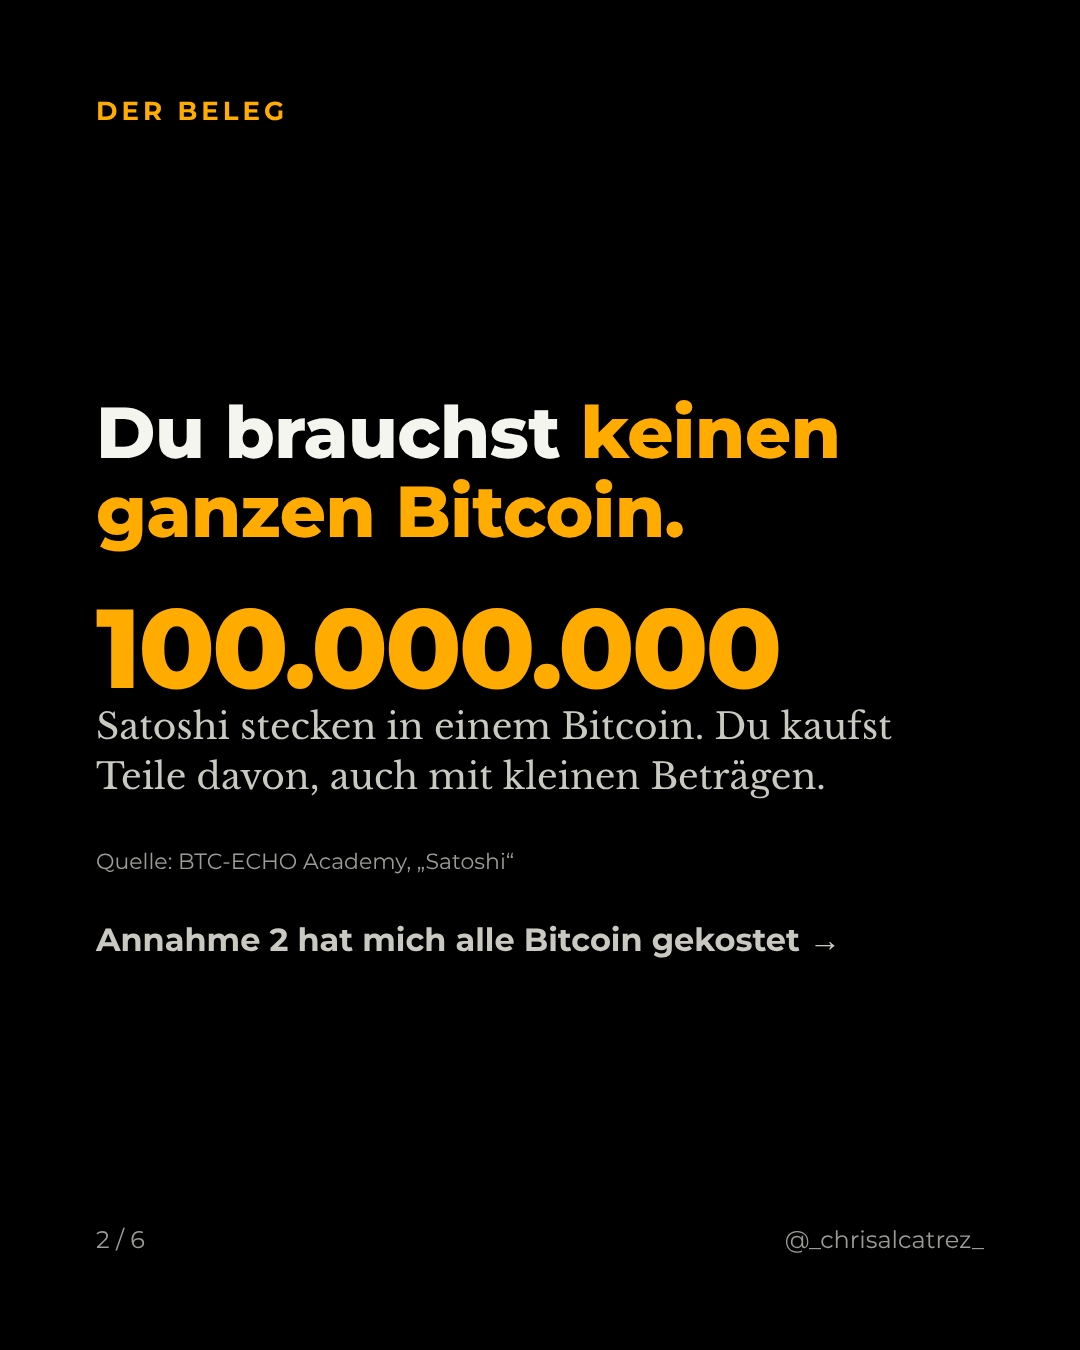 DER BELEG
Du brauchst keinen
ganzen Bitcoin.
100.000.000
Satoshi stecken in einem Bitcoin. Du kaufst
Teile davon, auch mit kleinen Beträgen.
Quelle: BTC-ECHO Academy, „Satoshi“
Annahme 2 hat mich alle Bitcoin gekostet →
2 / 6
@_chrisalcatrez_